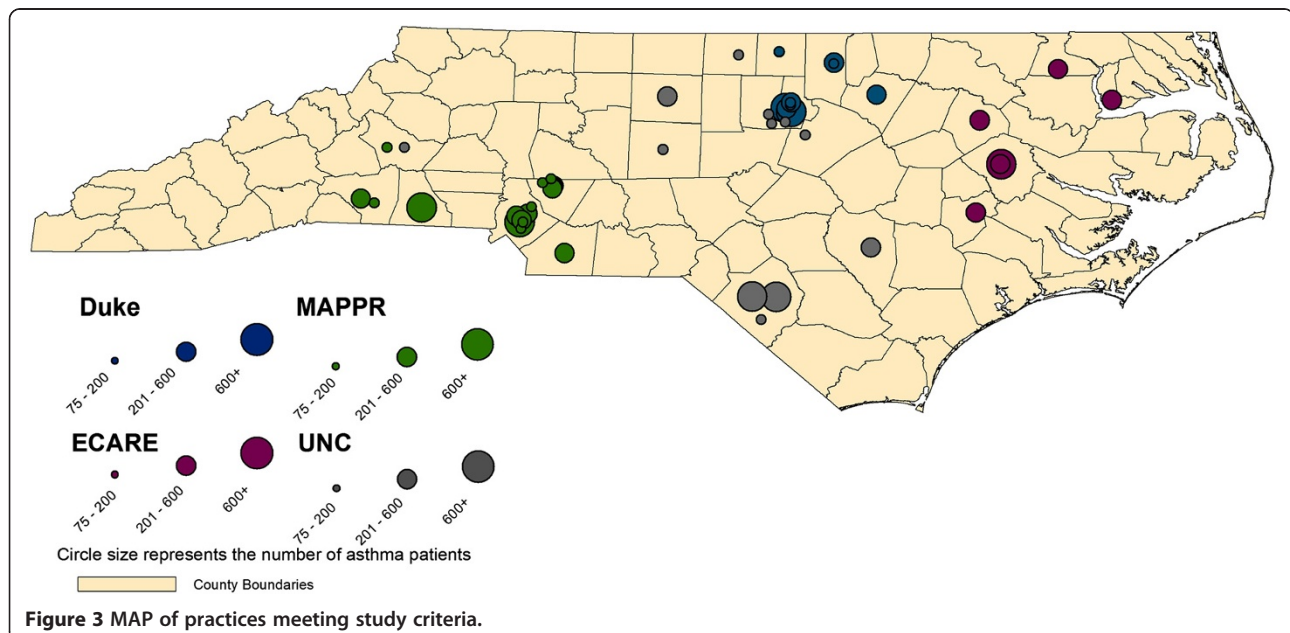 Duke
75 - 200
201 - 600
600+
MAPPR
75 - 200
201 - 600
600+
ECARE
75 - 200
201 - 600
600+
UNC
75 - 200
201 - 600
600+
Circle size represents the number of asthma patients
County Boundaries
Figure 3 MAP of practices meeting study criteria.